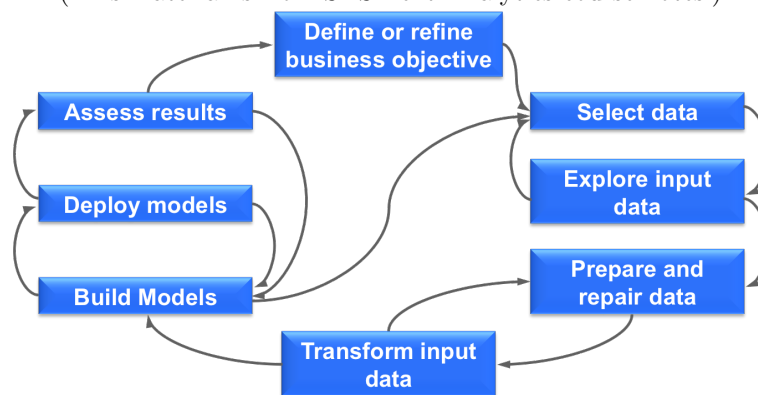 Define or refine
business objective
Assess results
Select data
Explore input
data
Deploy models
Prepare and
repair data
Build Models
Transform input
data